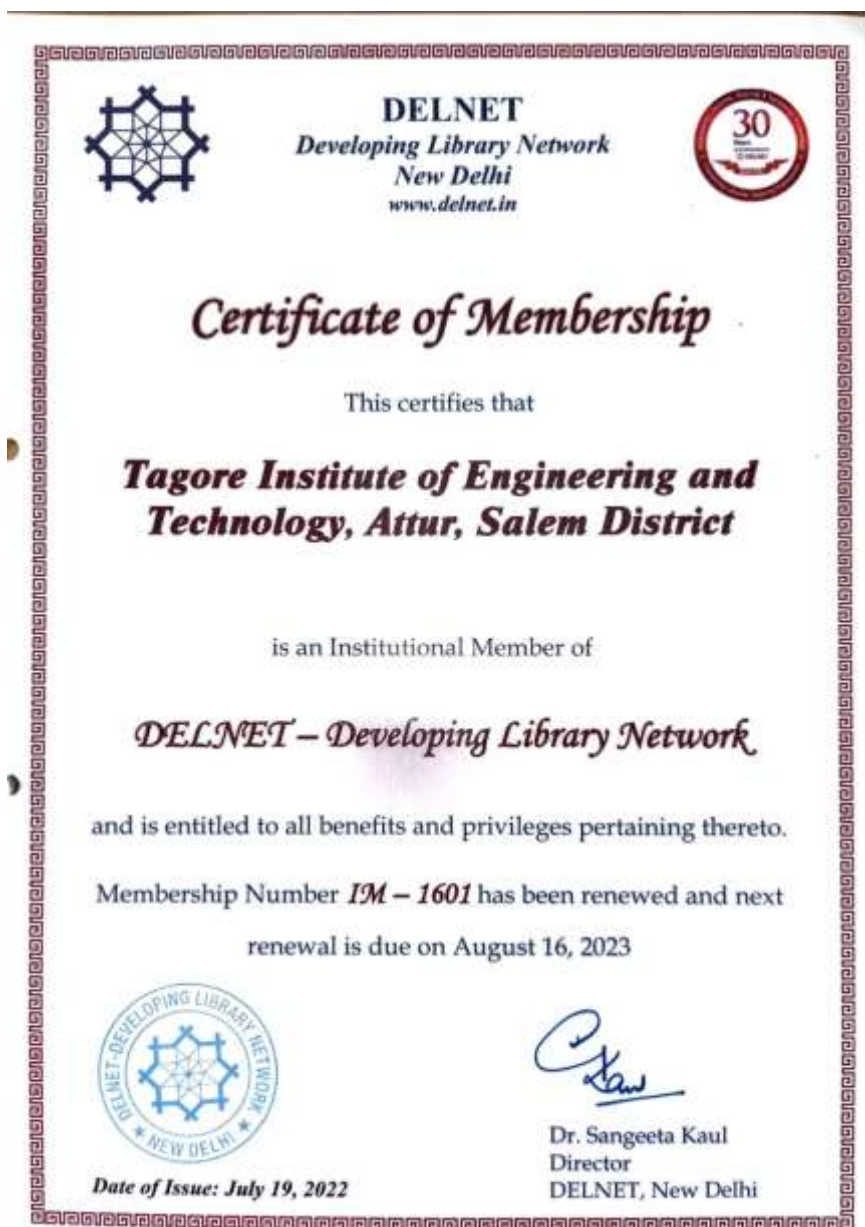 DELNET
Developing Library Network
New Delhi
www.delnet.in
30
Years
Certificate of Membership
This certifies that
Tagore Institute of Engineering and
Technology, Attur, Salem District
is an Institutional Member of
DELNET – Developing Library Network
and is entitled to all benefits and privileges pertaining thereto.
Membership Number IM – 1601 has been renewed and next
renewal is due on August 16, 2023
DELNET-DEVELOPING LIBRARY NETWORK
NEW DELHI
Dr. Sangeeta Kaul
Director
DELNET, New Delhi
Date of Issue: July 19, 2022